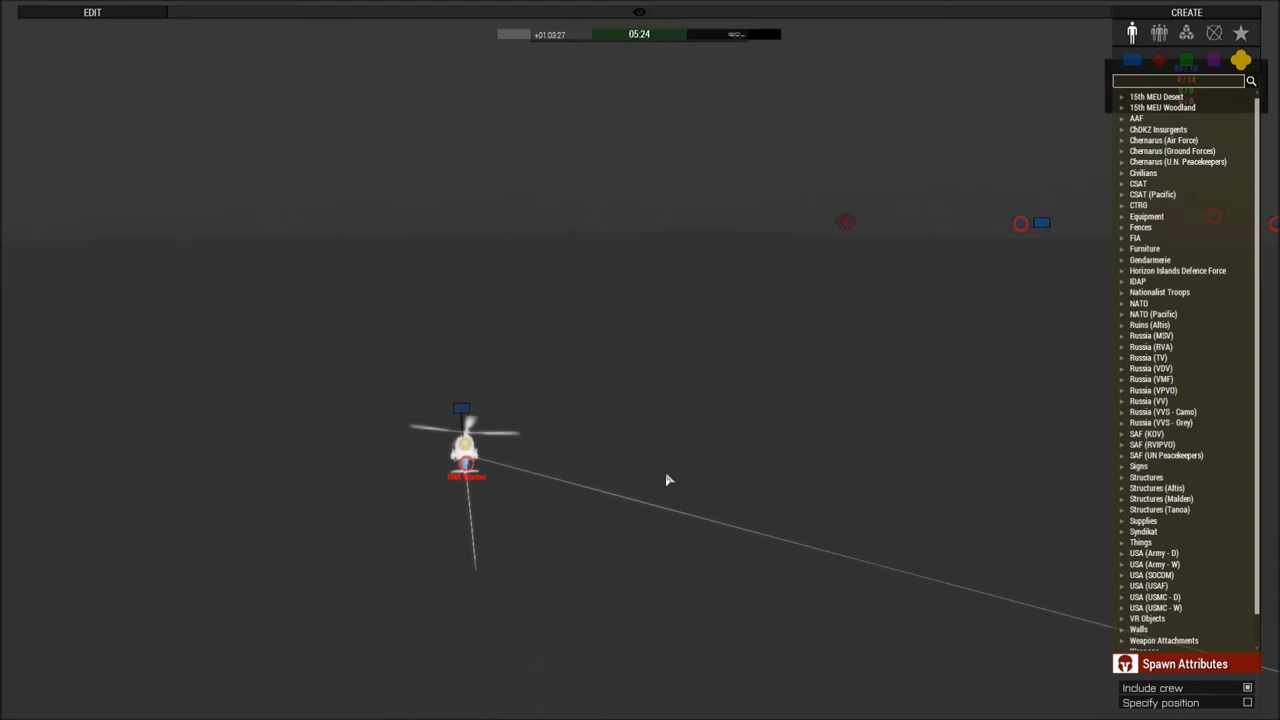 EDIT
CREATE
+01:03:27
05:24
4 / 14
0 / 0
15th MEU Desert
15th MEU Woodland
AAF
ChDKZ Insurgents
Chernarus (Air Force)
Chernarus (Ground Forces)
Chernarus (U.N. Peacekeepers)
Civilians
CSAT
CSAT (Pacific)
CTRG
Equipment
Fences
FIA
Furniture
Gendarmerie
Horizon Islands Defence Force
IDAP
Nationalist Troops
NATO
NATO (Pacific)
Ruins (Altis)
Russia (MSV)
Russia (RVA)
Russia (TV)
Russia (VDV)
Russia (VMF)
Russia (VPVO)
Russia (VV)
Russia (VVS - Camo)
Russia (VVS - Grey)
SAF (KOV)
SAF (RVIPVO)
SAF (UN Peacekeepers)
Signs
Structures
Structures (Altis)
Structures (Malden)
Structures (Tanoa)
Supplies
Syndikat
Things
USA (Army - D)
USA (Army - W)
USA (SOCOM)
USA (USAF)
USA (USMC - D)
USA (USMC - W)
VR Objects
Walls
Weapon Attachments
Spawn Attributes
Include crew
Specify position